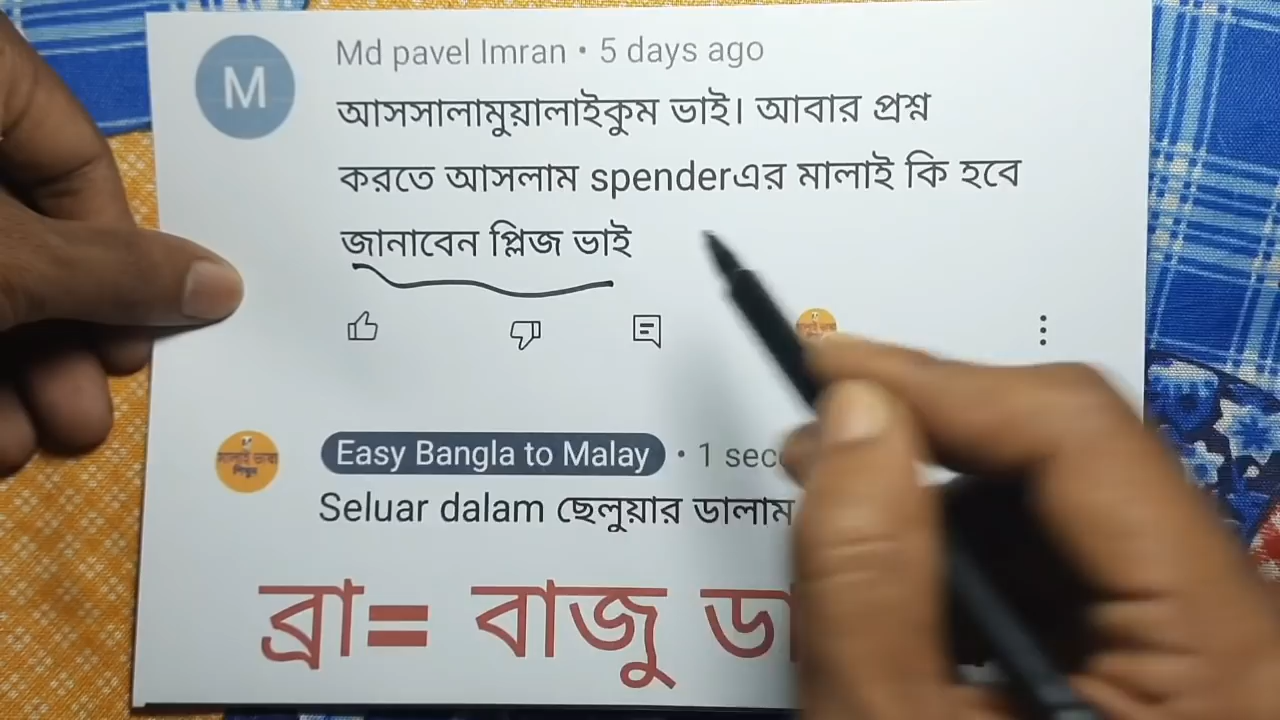 M
Md pavel Imran • 5 days ago
আসসালামুয়ালাইকুম ভাই। আবার প্রশ্ন
করতে আসলাম spenderএর মালাই কি হবে
জানাবেন প্লিজ ভাই
Easy Bangla to Malay • 1
Seluar dalam ছেলুয়ার ডালাম
ব্রা= বাজু